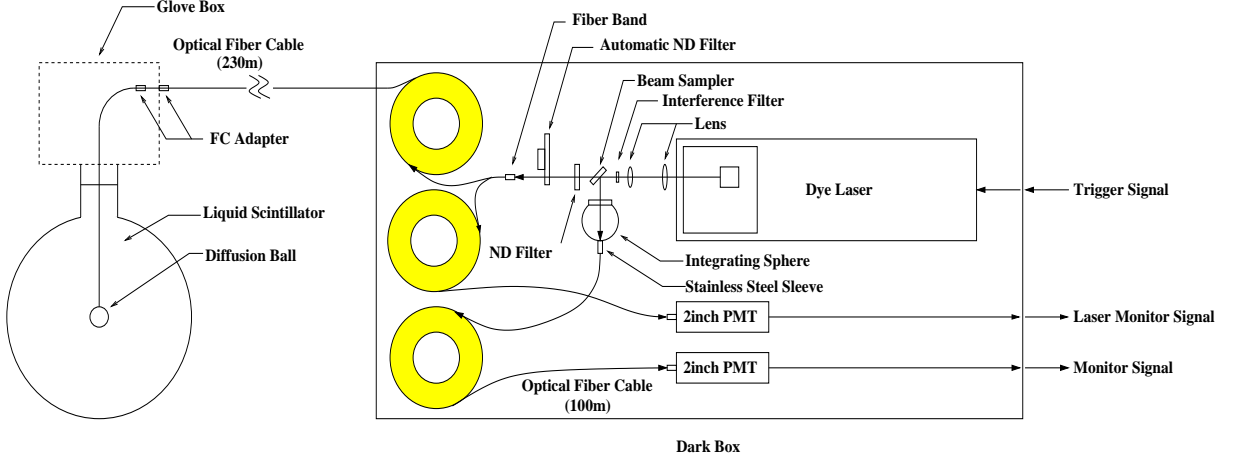 Glove Box
Fiber Band
Optical Fiber Cable
(230m)
Automatic ND Filter
Beam Sampler
Interference Filter
Lens
FC Adapter
Dye Laser
Trigger Signal
Liquid Scintillator
ND Filter
Diffusion Ball
Integrating Sphere
Stainless Steel Sleeve
2inch PMT
Laser Monitor Signal
2inch PMT
Monitor Signal
Optical Fiber Cable
(100m)
Dark Box